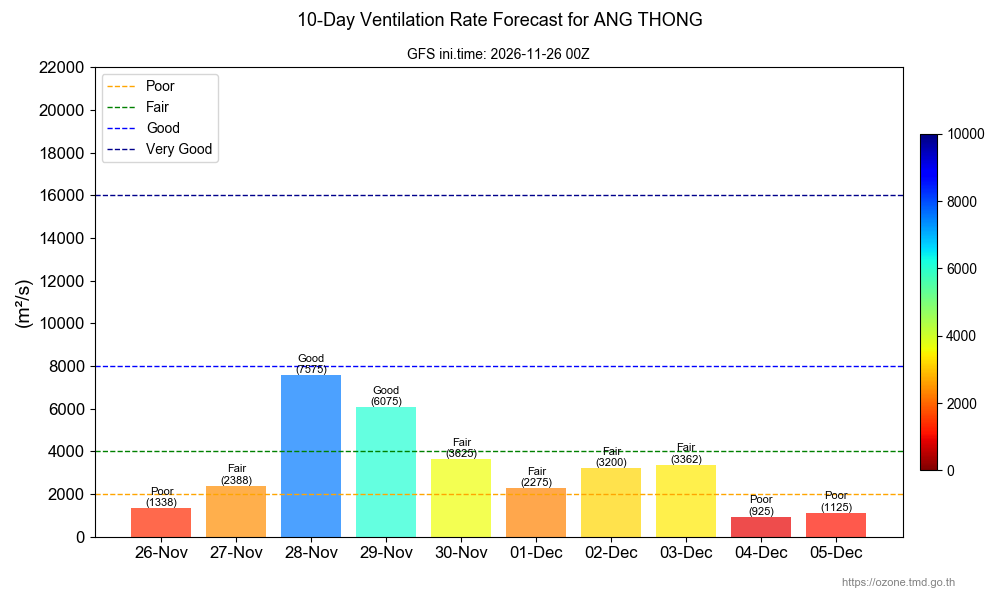 10-Day Ventilation Rate Forecast for ANG THONG
GFS ini.time: 2026-11-26 00Z
22000
20000
18000
16000
14000
12000
10000
8000
6000
4000
2000
0
(m²/s)
Poor
Fair
Good
Very Good
Poor
(1338)
Fair
(2388)
Good
(7575)
Good
(6075)
Fair
(3625)
Fair
(2275)
Fair
(3200)
Fair
(3362)
Poor
(925)
Poor
(1125)
26-Nov 27-Nov 28-Nov 29-Nov 30-Nov 01-Dec 02-Dec 03-Dec 04-Dec 05-Dec
10000
8000
6000
4000
2000
0
https://ozone.tmd.go.th